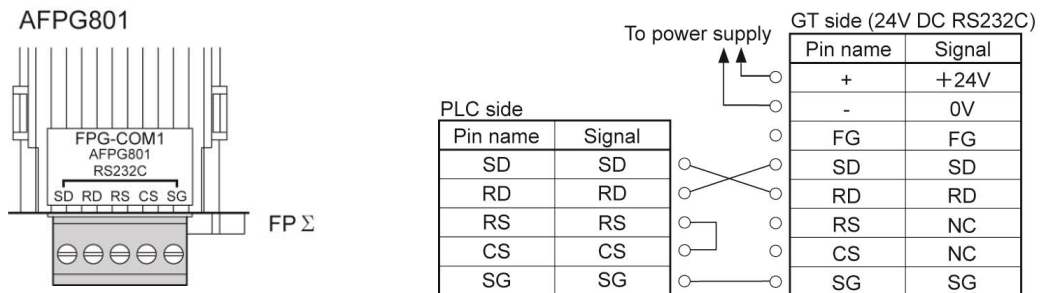 AFPG801
FPG-COM1
AFPG801
RS232C
SD RD RS CS SG
FP Σ
To power supply
GT side (24V DC RS232C)
Pin name Signal
+ +24V
- 0V
FG FG
SD SD
RD RD
RS NC
CS NC
SG SG
PLC side
Pin name Signal
SD SD
RD RD
RS RS
CS CS
SG SG